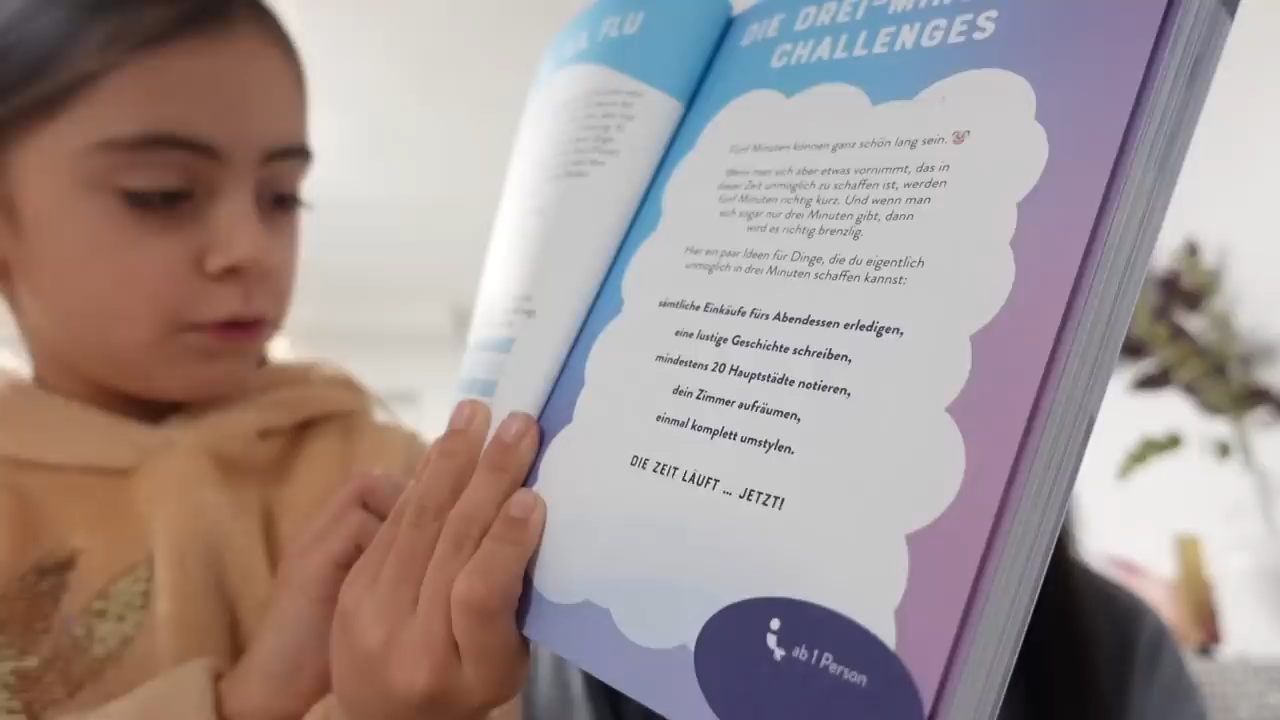 FLU
DIE DREI-MIN
CHALLENGES
Fünf Minuten können ganz schön lang sein.
Wenn man sich aber etwas vornimmt, das in
dieser Zeit unmöglich zu schaffen ist, werden
fünf Minuten richtig kurz. Und wenn man
sich sogar nur drei Minuten gibt, dann
wird es richtig brenzlig.
Hier ein paar Ideen für Dinge, die du eigentlich
unmöglich in drei Minuten schaffen kannst:
sämtliche Einkäufe fürs Abendessen erledigen,
eine lustige Geschichte schreiben,
mindestens 20 Hauptstädte notieren,
dein Zimmer aufräumen,
einmal komplett umstylen.
DIE ZEIT LÄUFT ... JETZT!
ab 1 Person